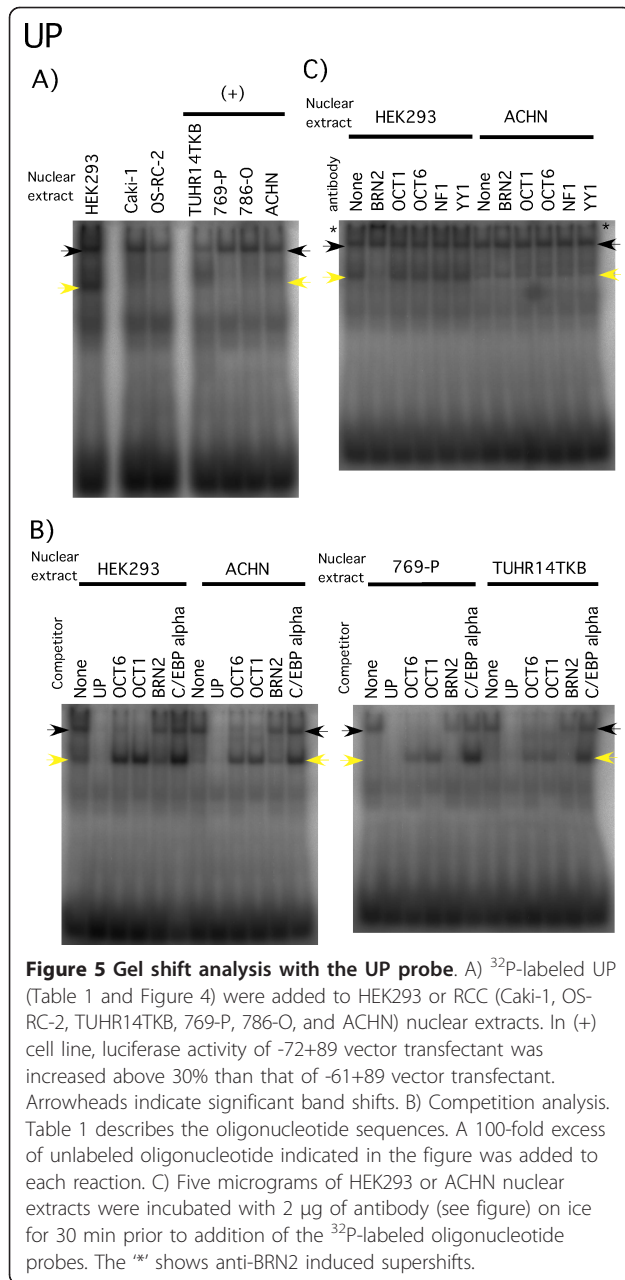 UP
A)
(+)
Nuclear extract
HEK293
Caki-1
OS-RC-2
TUHR14TKB
769-P
786-O
ACHN
C)
Nuclear extract
HEK293
ACHN
antibody
None
BRN2
OCT1
OCT6
NF1
YY1
None
BRN2
OCT1
OCT6
NF1
YY1
*
*
B)
Nuclear extract
HEK293
ACHN
Competitor
None
UP
OCT6
OCT1
BRN2
C/EBP alpha
None
UP
OCT6
OCT1
BRN2
C/EBP alpha
Nuclear extract
769-P
TUHR14TKB
Competitor
None
UP
OCT6
OCT1
BRN2
C/EBP alpha
None
UP
OCT6
OCT1
BRN2
C/EBP alpha
Figure 5 Gel shift analysis with the UP probe. A) ³²P-labeled UP
(Table 1 and Figure 4) were added to HEK293 or RCC (Caki-1, OS-
RC-2, TUHR14TKB, 769-P, 786-O, and ACHN) nuclear extracts. In (+)
cell line, luciferase activity of -72+89 vector transfectant was
increased above 30% than that of -61+89 vector transfectant.
Arrowheads indicate significant band shifts. B) Competition analysis.
Table 1 describes the oligonucleotide sequences. A 100-fold excess
of unlabeled oligonucleotide indicated in the figure was added to
each reaction. C) Five micrograms of HEK293 or ACHN nuclear
extracts were incubated with 2 μg of antibody (see figure) on ice
for 30 min prior to addition of the ³²P-labeled oligonucleotide
probes. The '*' shows anti-BRN2 induced supershifts.